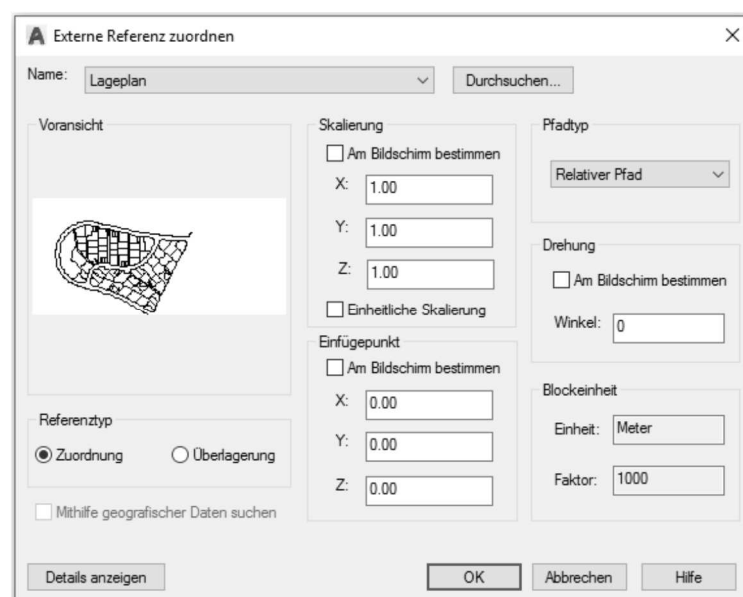 Externe Referenz zuordnen
Name: Lageplan Durchsuchen...
Voransicht
Referenztyp
Zuordnung Überlagerung
Mithilfe geografischer Daten suchen
Skalierung
Am Bildschirm bestimmen
X: 1.00
Y: 1.00
Z: 1.00
Einheitliche Skalierung
Einfügepunkt
Am Bildschirm bestimmen
X: 0.00
Y: 0.00
Z: 0.00
Pfadtyp
Relativer Pfad
Drehung
Am Bildschirm bestimmen
Winkel: 0
Blockeinheit
Einheit: Meter
Faktor: 1000
Details anzeigen OK Abbrechen Hilfe